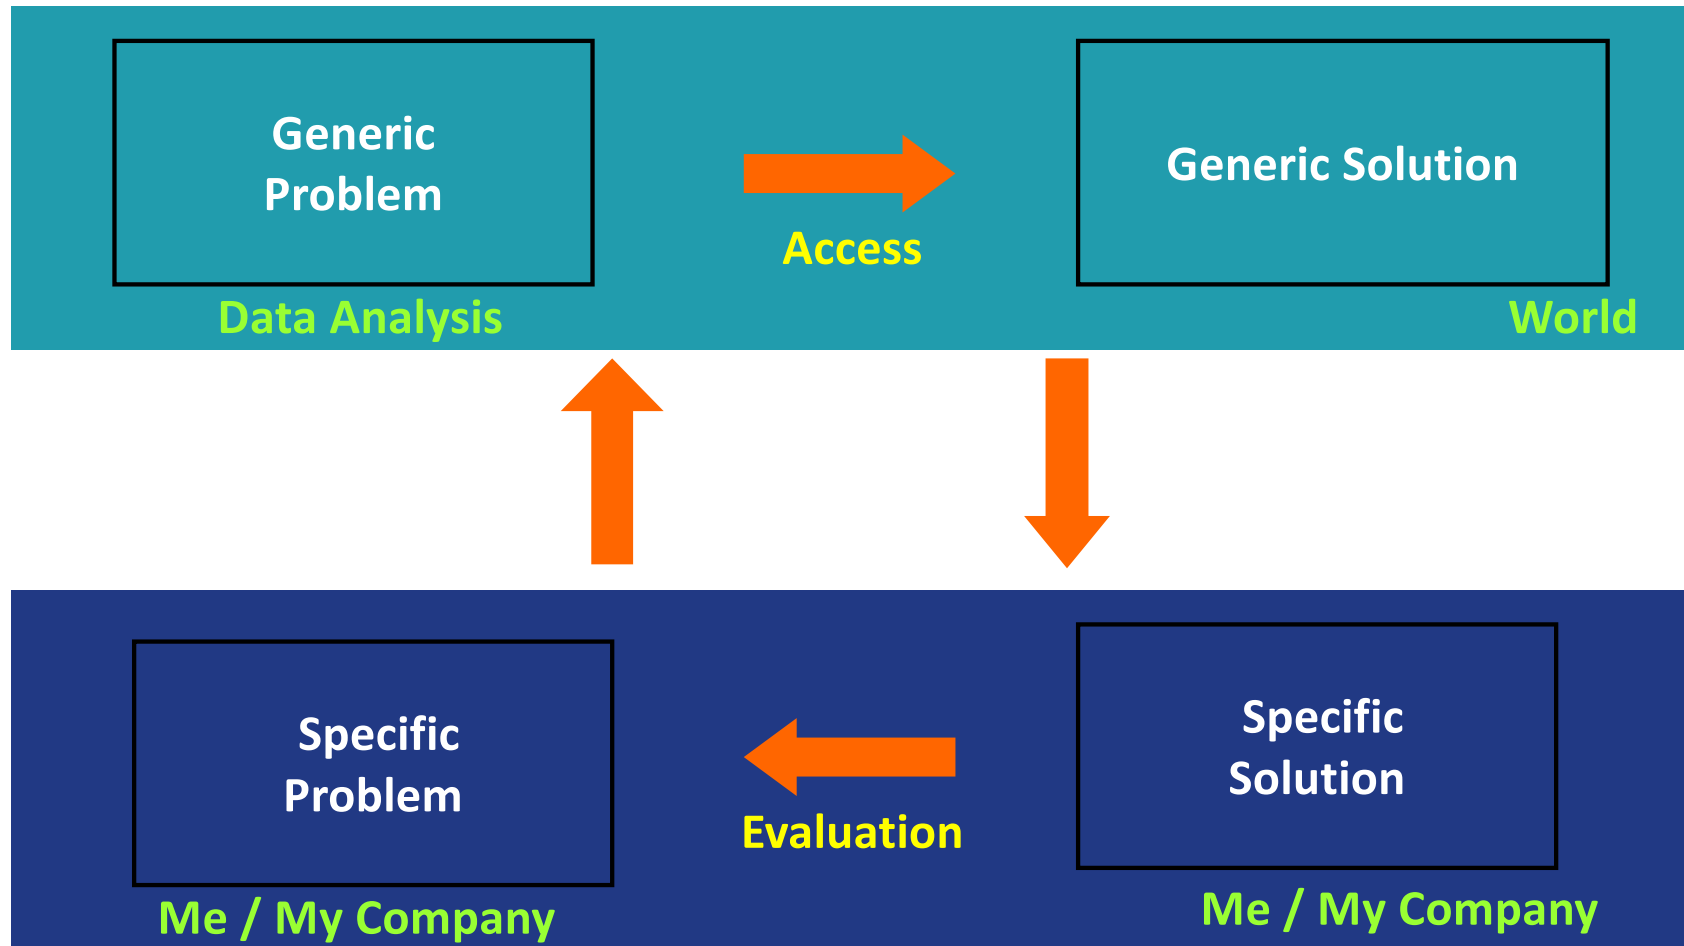 Generic
Problem
Generic Solution
Access
Data Analysis
World
Specific
Problem
Specific
Solution
Evaluation
Me / My Company
Me / My Company